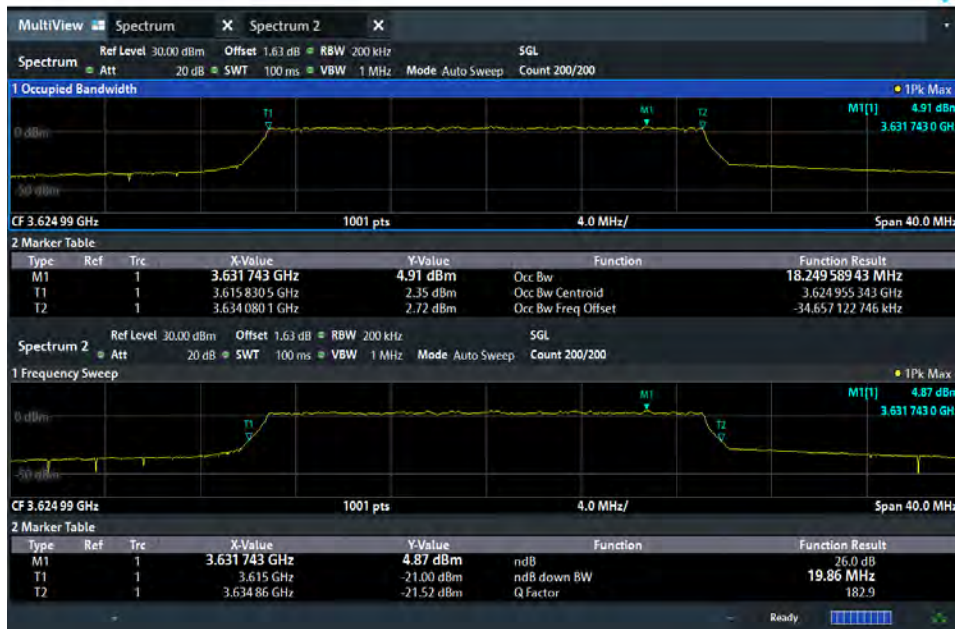 MultiView Spectrum X Spectrum 2 X
Ref Level 30.00 dBm Offset 1.63 dB RBW 200 kHz SGL
Spectrum Att 20 dB SWT 100 ms VBW 1 MHz Mode Auto Sweep Count 200/200
1 Occupied Bandwidth 1Pk Max
M1[1] 4.91 dBm
3.631 743 0 GH
T1 M1 T2
0 dBm
-50 dBm
CF 3.624 99 GHz 1001 pts 4.0 MHz/ Span 40.0 MHz
2 Marker Table
Type Ref Trc X-Value Y-Value Function Function Result
M1 1 3.631 743 GHz 4.91 dBm Occ Bw 18.249 589 43 MHz
T1 1 3.615 830 5 GHz 2.35 dBm Occ Bw Centroid 3.624 955 343 GHz
T2 1 3.634 080 1 GHz 2.72 dBm Occ Bw Freq Offset -34.657 122 746 kHz
Ref Level 30.00 dBm Offset 1.63 dB RBW 200 kHz SGL
Spectrum 2 Att 20 dB SWT 100 ms VBW 1 MHz Mode Auto Sweep Count 200/200
1 Frequency Sweep 1Pk Max
M1[1] 4.87 dBm
3.631 743 0 GH
M1
0 dBm
T1 T2
-50 dBm
CF 3.624 99 GHz 1001 pts 4.0 MHz/ Span 40.0 MHz
2 Marker Table
Type Ref Trc X-Value Y-Value Function Function Result
M1 1 3.631 743 GHz 4.87 dBm ndB 26.0 dB
T1 1 3.615 GHz -21.00 dBm ndB down BW 19.86 MHz
T2 1 3.634 86 GHz -21.52 dBm Q Factor 182.9
Ready